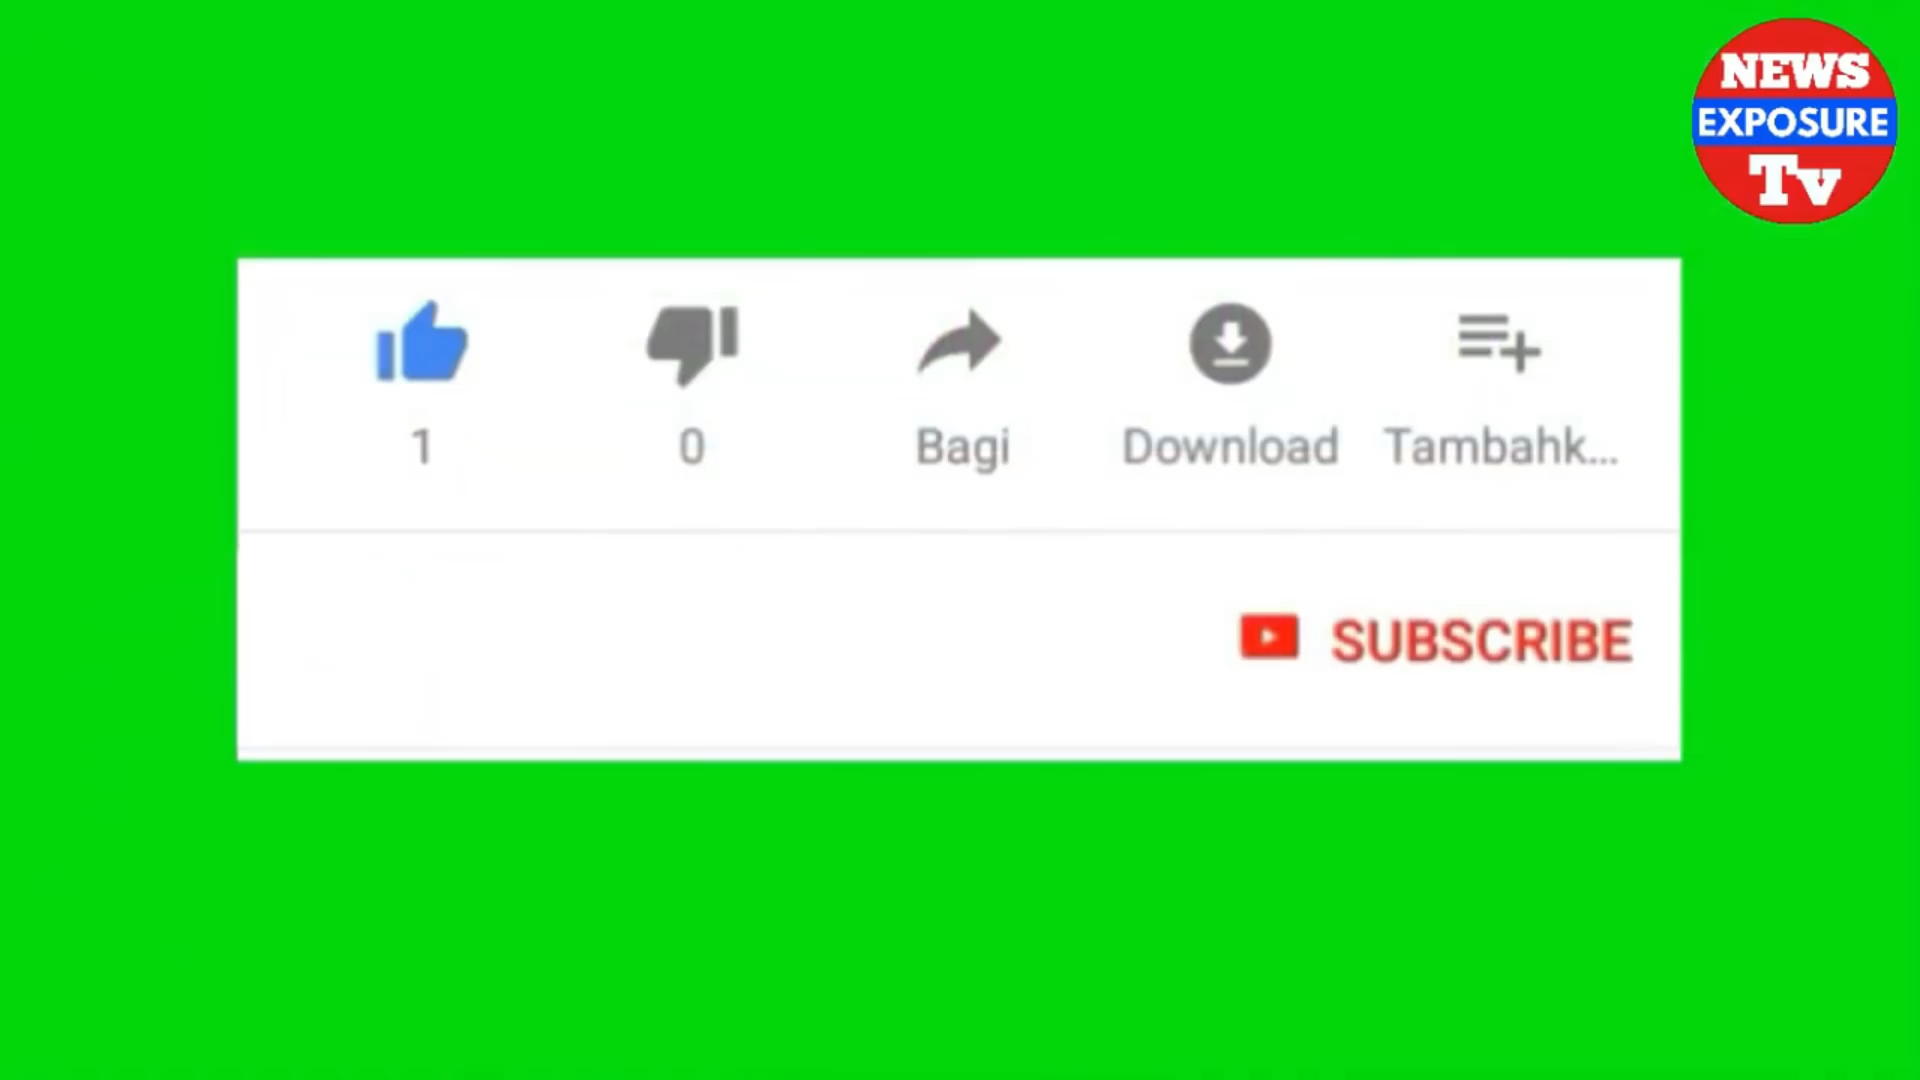 NEWS
EXPOSURE
Tv
1 0 Bagi Download Tambahk...
SUBSCRIBE